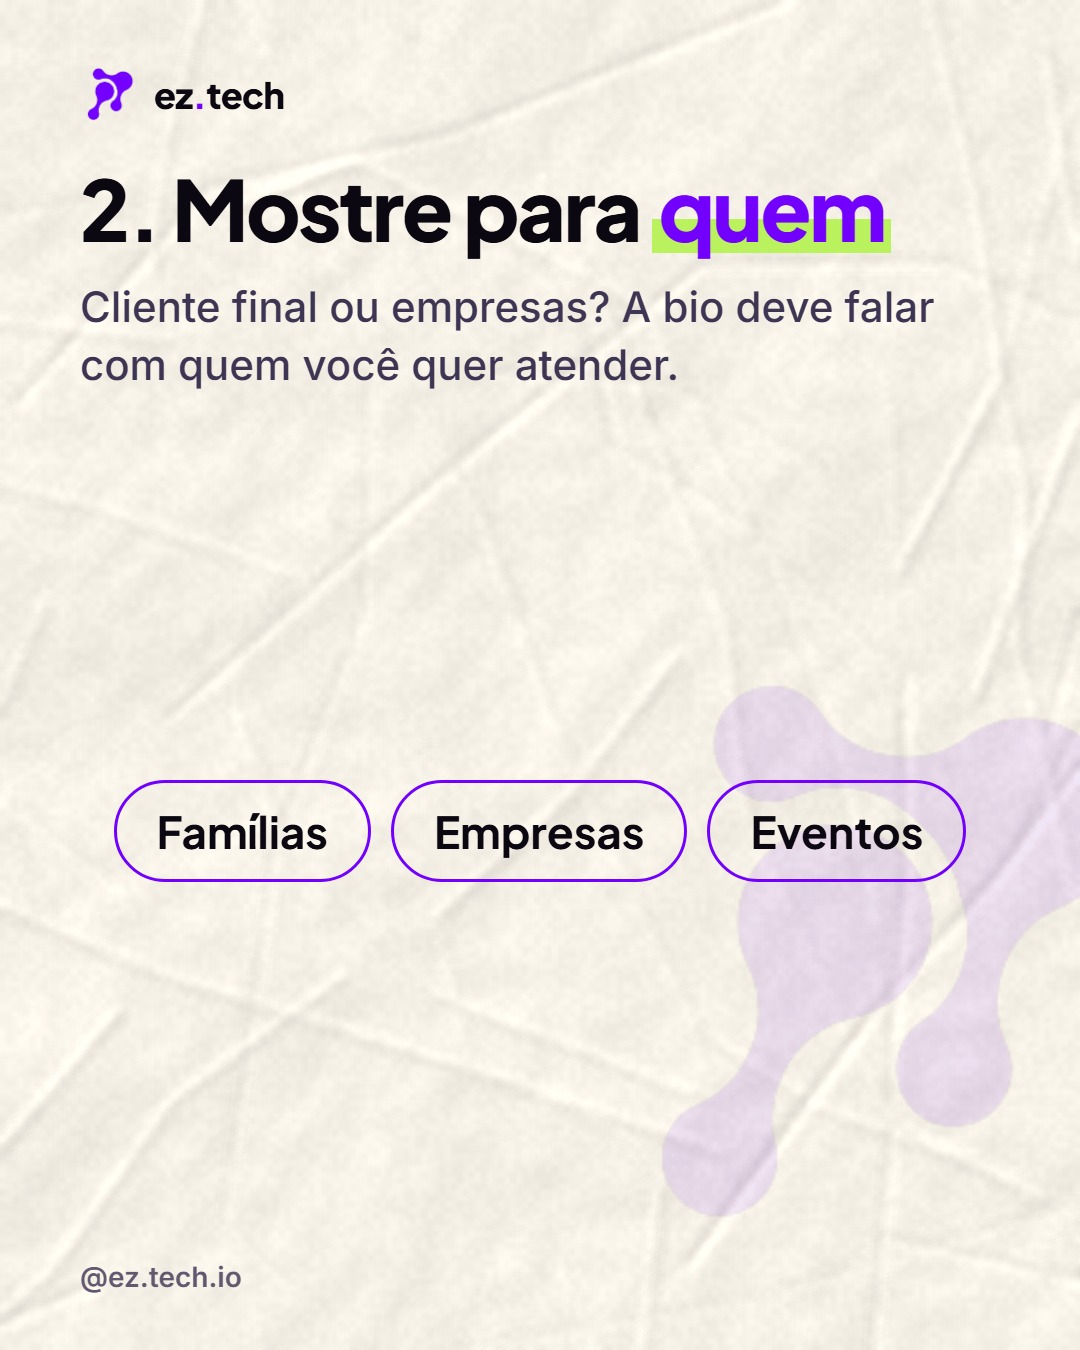 ez.tech
2. Mostre para quem
Cliente final ou empresas? A bio deve falar
com quem você quer atender.
Famílias
Empresas
Eventos
@ez.tech.io